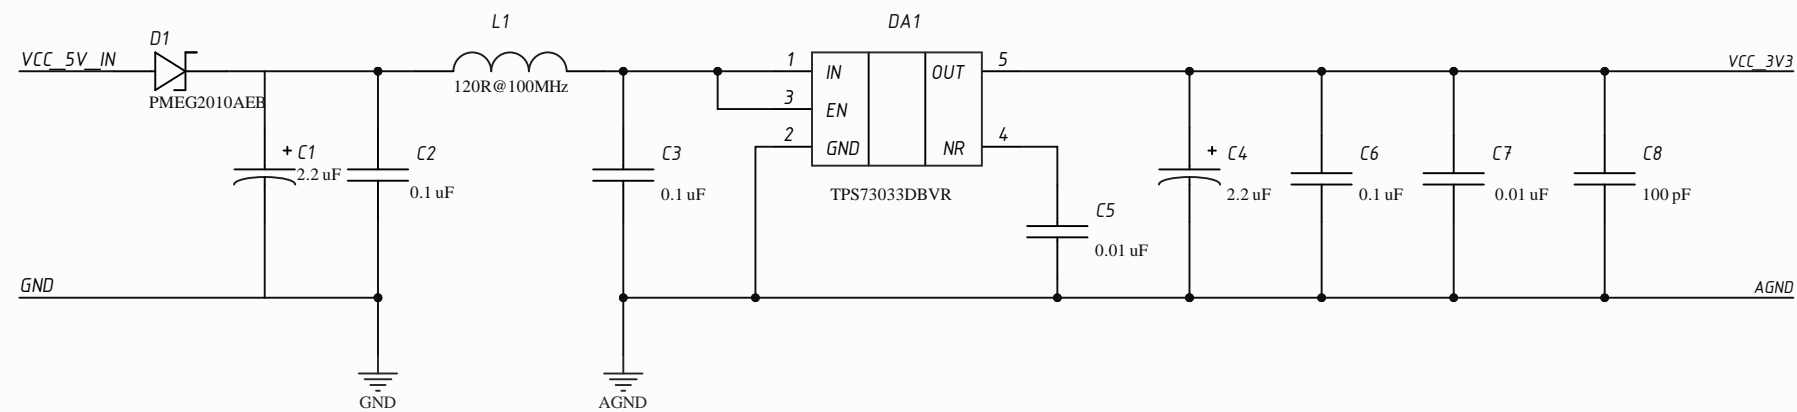 L1
DA1
D1
VCC_5V_IN
1
IN
OUT
5
VCC_3V3
120R@100MHz
PMEG2010AEB
3
EN
2
GND
NR
4
+ C1
2.2 uF
C2
0.1 uF
C3
0.1 uF
TPS73033DBVR
+ C4
2.2 uF
C6
0.1 uF
C7
0.01 uF
C8
100 pF
C5
0.01 uF
GND
AGND
GND
AGND